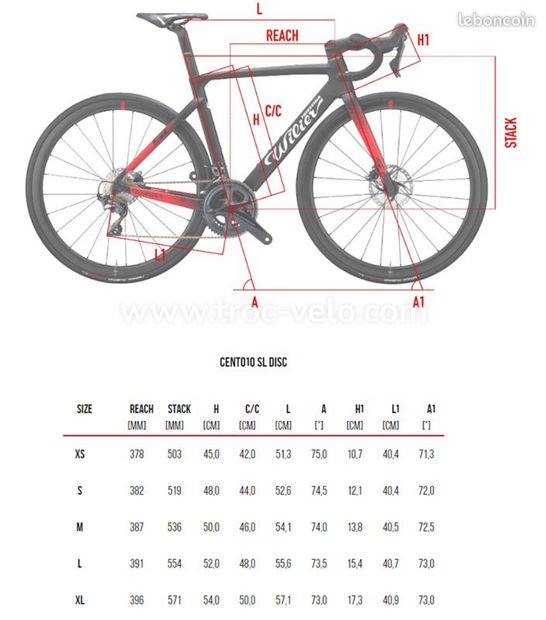 leboncoin
L
REACH
H1
C/C
H
STACK
Wilier
L1
A
A1
www.troc-velo.com
CENTO10 SL DISC
SIZE REACH STACK H C/C L A H1 L1 A1
[MM] [MM] [CM] [CM] [CM] [°] [CM] [CM] [°]
XS 378 503 45,0 42,0 51,3 75,0 10,7 40,4 71,3
S 382 519 48,0 44,0 52,6 74,5 12,1 40,4 72,0
M 387 536 50,0 46,0 54,1 74,0 13,8 40,5 72,5
L 391 554 52,0 48,0 55,6 73,5 15,4 40,7 73,0
XL 396 571 54,0 50,0 57,1 73,0 17,3 40,9 73,0